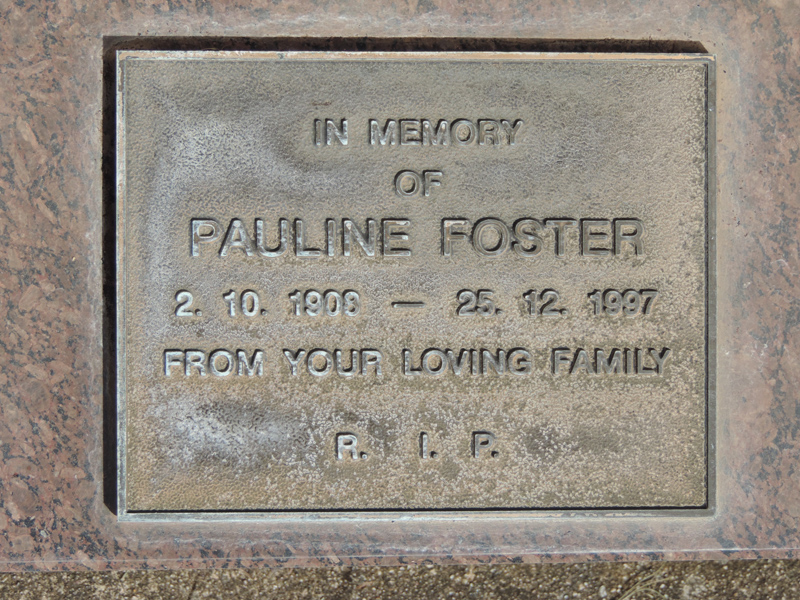 IN MEMORY
OF
PAULINE FOSTER
2. 10. 1908 — 25. 12. 1997
FROM YOUR LOVING FAMILY
R. I. P.